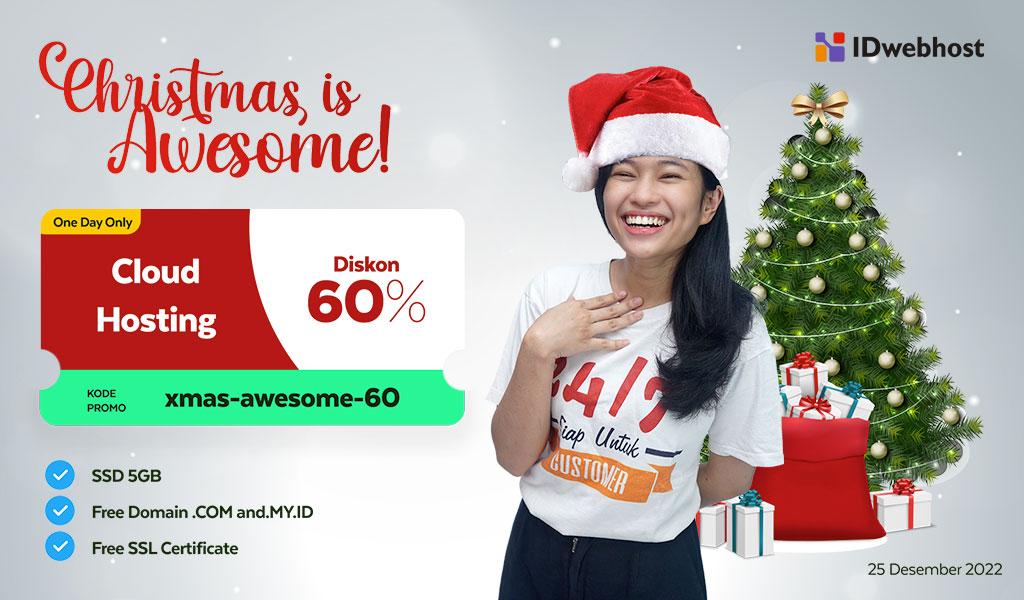 Christmas is
Awesome!
IDwebhost
One Day Only
Cloud
Hosting
Diskon
60%
KODE
PROMO
xmas-awesome-60
SSD 5GB
Free Domain .COM and.MY.ID
Free SSL Certificate
24/7
Siap Untuk
CUSTOMER
25 Desember 2022